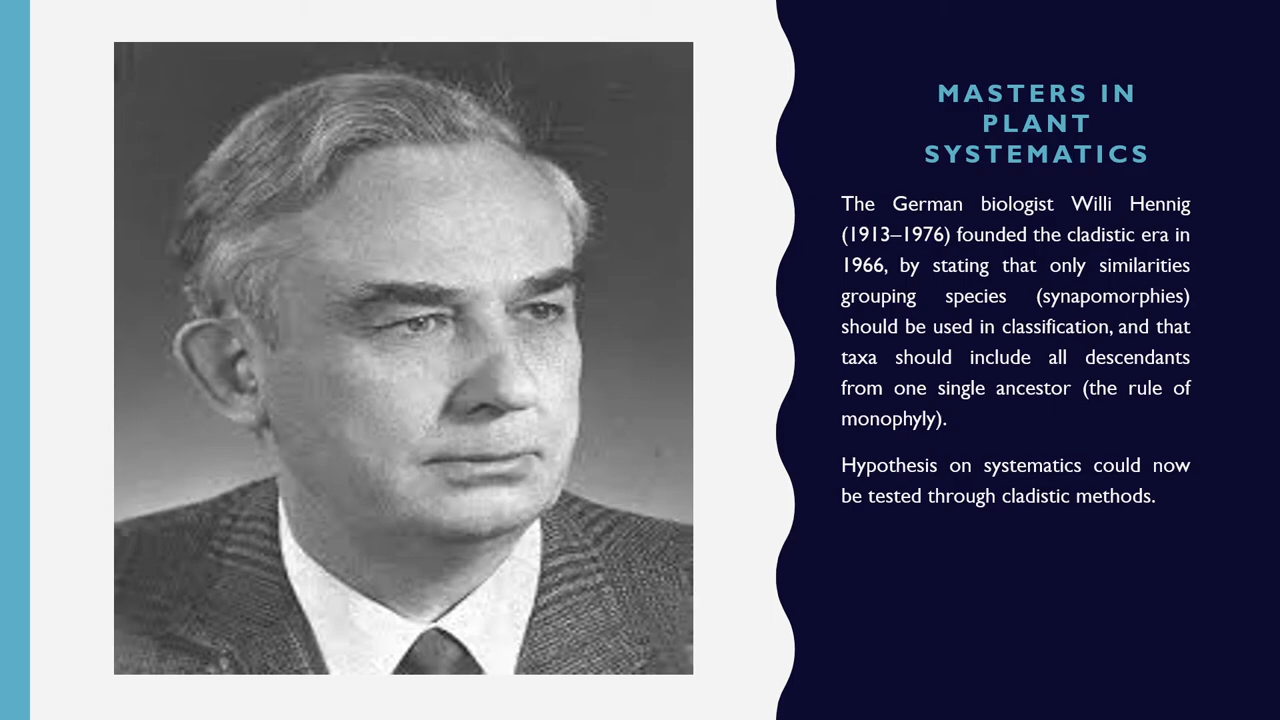 MASTERS IN
PLANT
SYSTEMATICS
The German biologist Willi Hennig
(1913–1976) founded the cladistic era in
1966, by stating that only similarities
grouping species (synapomorphies)
should be used in classification, and that
taxa should include all descendants
from one single ancestor (the rule of
monophyly).
Hypothesis on systematics could now
be tested through cladistic methods.